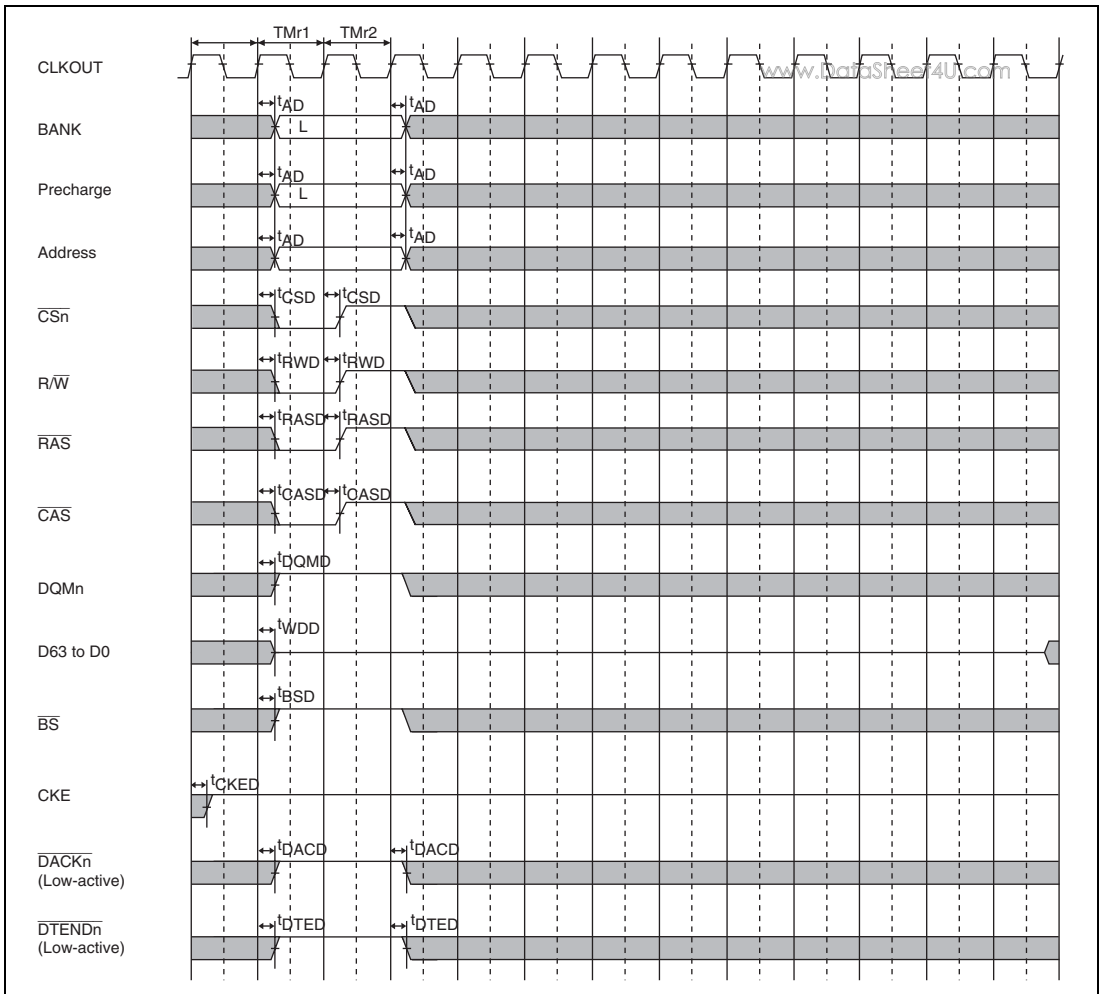 TMr1 TMr2
CLKOUT
www.DataSheet4U.com
tAD tAD
BANK L
tAD tAD
Precharge L
tAD tAD
Address
tCSD tCSD
CSn
tRWD tRWD
R/W
tRASD tRASD
RAS
tCASD tCASD
CAS
tDQMD
DQMn
tWDD
D63 to D0
tBSD
BS
tCKED
CKE
tDACD tDACD
DACKn
(Low-active)
tDTED tDTED
DTENDn
(Low-active)